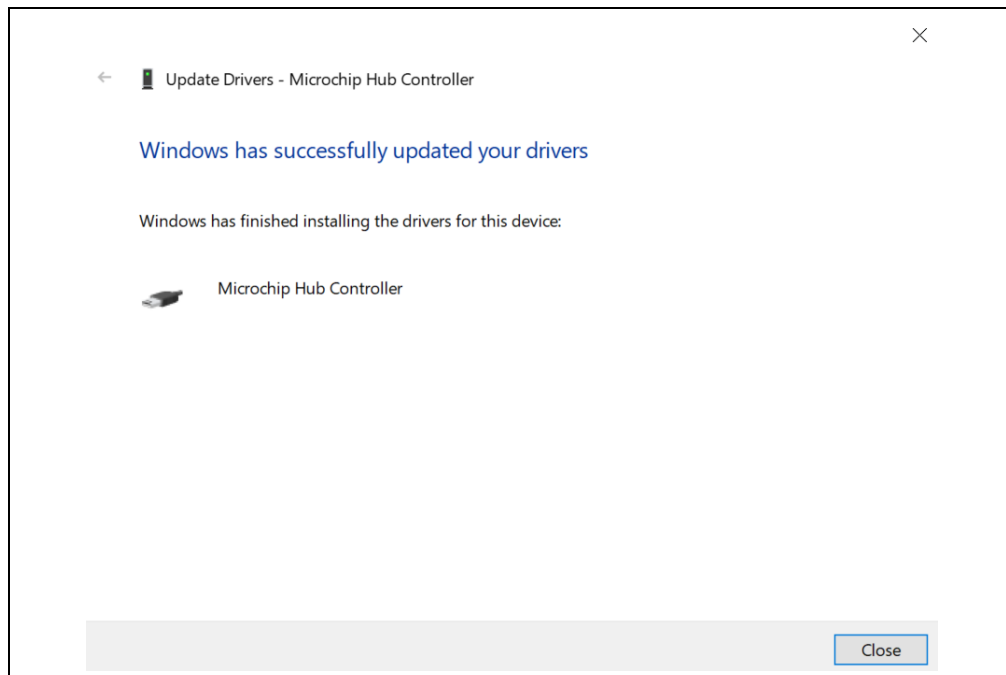 Update Drivers - Microchip Hub Controller
Windows has successfully updated your drivers
Windows has finished installing the drivers for this device:
Microchip Hub Controller
Close